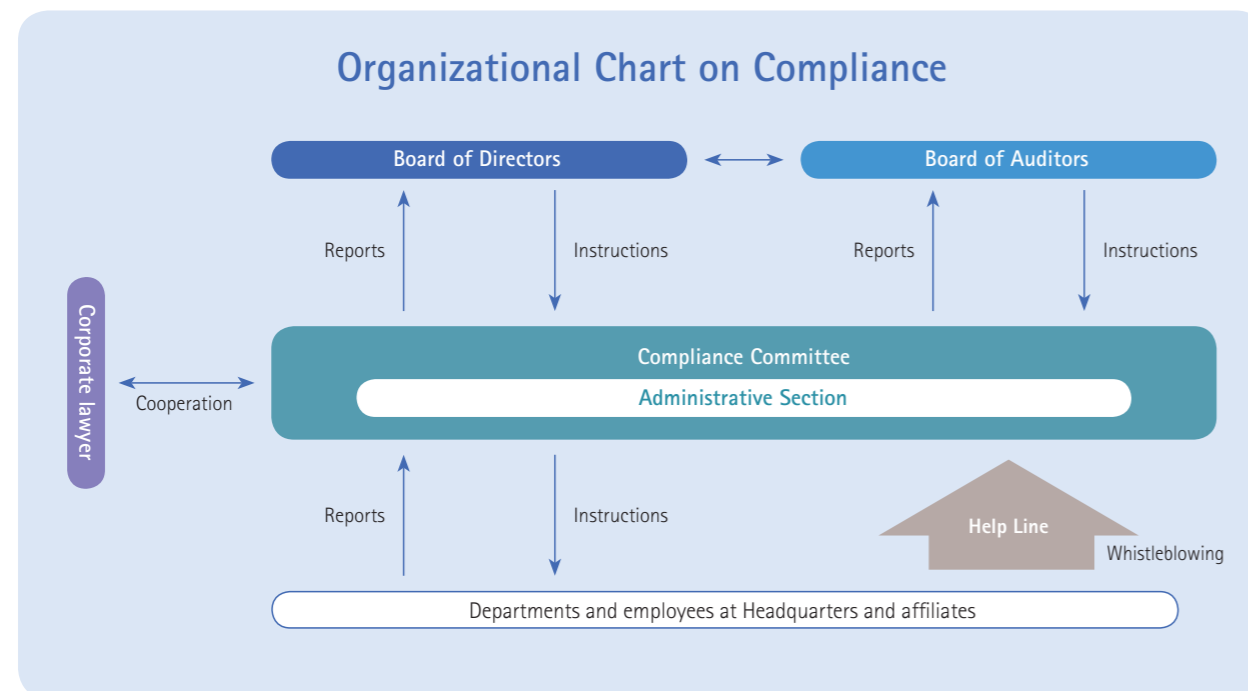 Organizational Chart on Compliance
Board of Directors
Board of Auditors
Reports
Instructions
Reports
Instructions
Corporate lawyer
Cooperation
Compliance Committee
Administrative Section
Reports
Instructions
Help Line
Whistleblowing
Departments and employees at Headquarters and affiliates